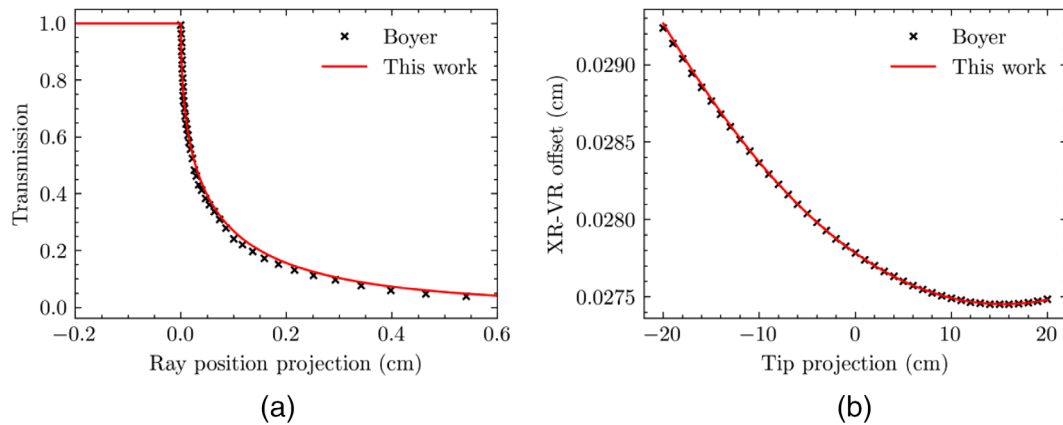 1.0
0.8
0.6
0.4
0.2
0.0
Transmission
Boyer
This work
−0.2 0.0 0.2 0.4 0.6
Ray position projection (cm)
(a)
0.0290
0.0285
0.0280
0.0275
XR-VR offset (cm)
Boyer
This work
−20 −10 0 10 20
Tip projection (cm)
(b)